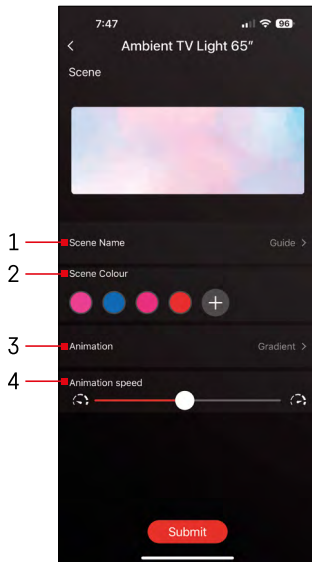 7:47
96
Ambient TV Light 65"
Scene
1
Scene Name
Guide
2
Scene Colour
3
Animation
Gradient
4
Animation speed
Submit